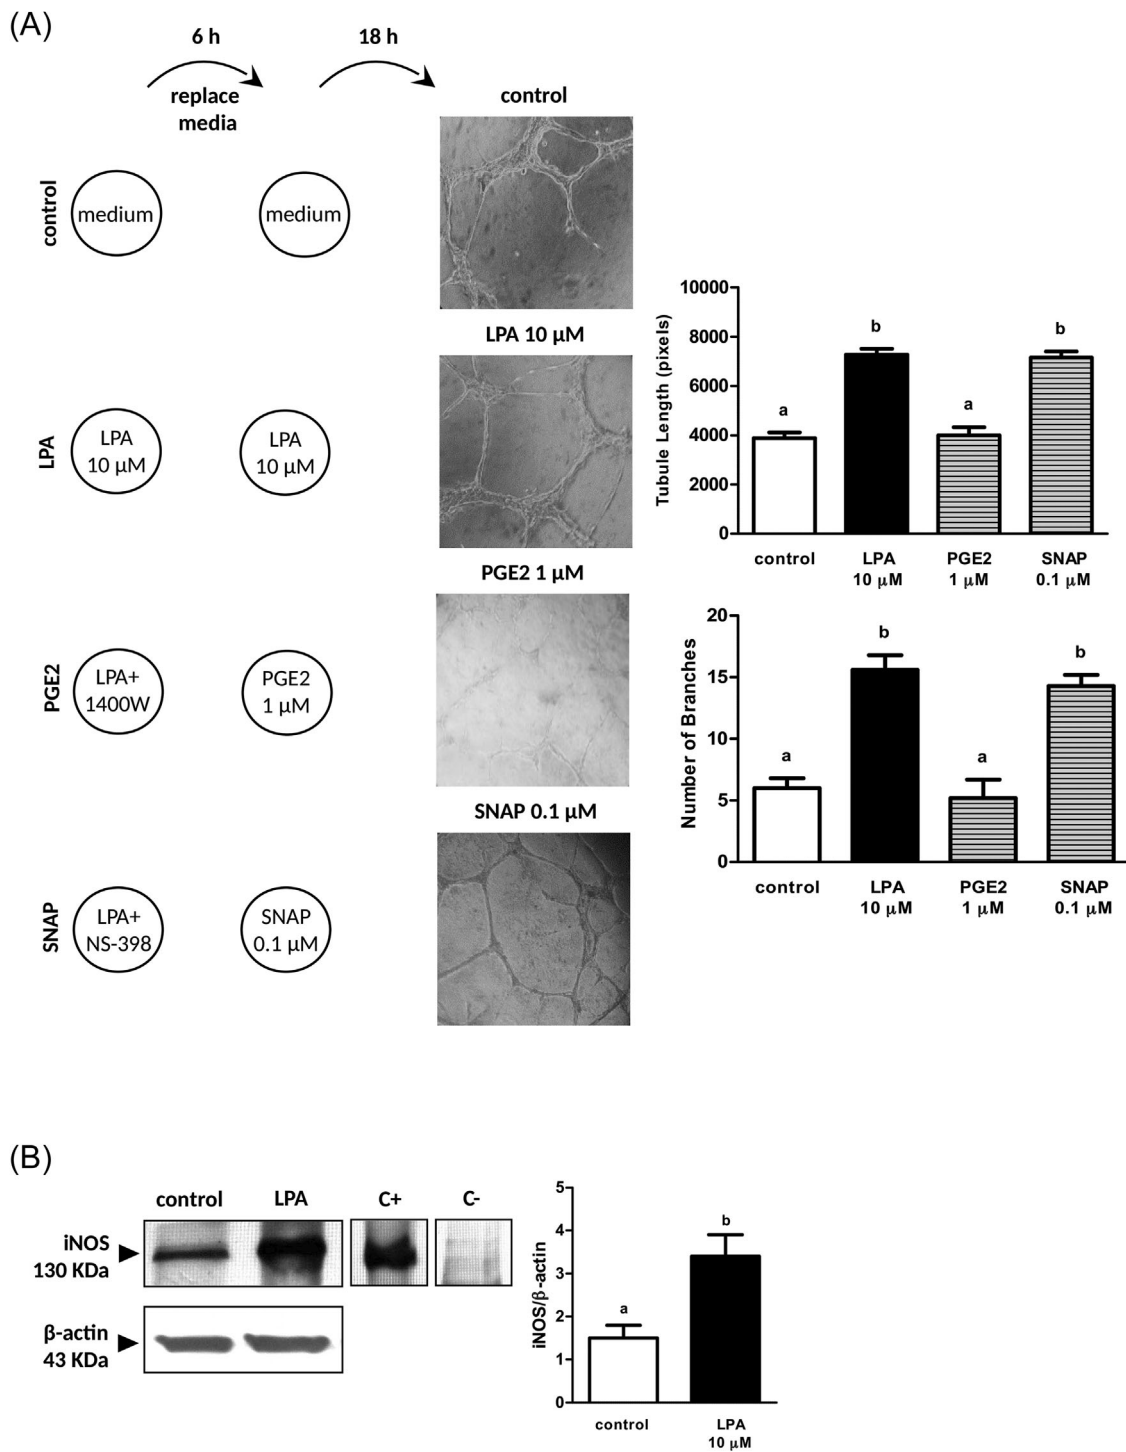 (A)
6 h
18 h
replace
media
control
control
medium
medium
LPA 10 µM
LPA
LPA
10 µM
LPA
10 µM
PGE2 1 µM
PGE2
LPA+
1400W
PGE2
1 µM
SNAP 0.1 µM
SNAP
LPA+
NS-398
SNAP
0.1 µM
Tubule Length (pixels)
10000
8000
6000
4000
2000
0
a
b
a
b
control
LPA
10 µM
PGE2
1 µM
SNAP
0.1 µM
Number of Branches
20
15
10
5
0
a
b
a
b
control
LPA
10 µM
PGE2
1 µM
SNAP
0.1 µM
(B)
control
LPA
C+
C-
iNOS
130 KDa
β-actin
43 KDa
iNOS/β-actin
5
4
3
2
1
0
a
b
control
LPA
10 µM